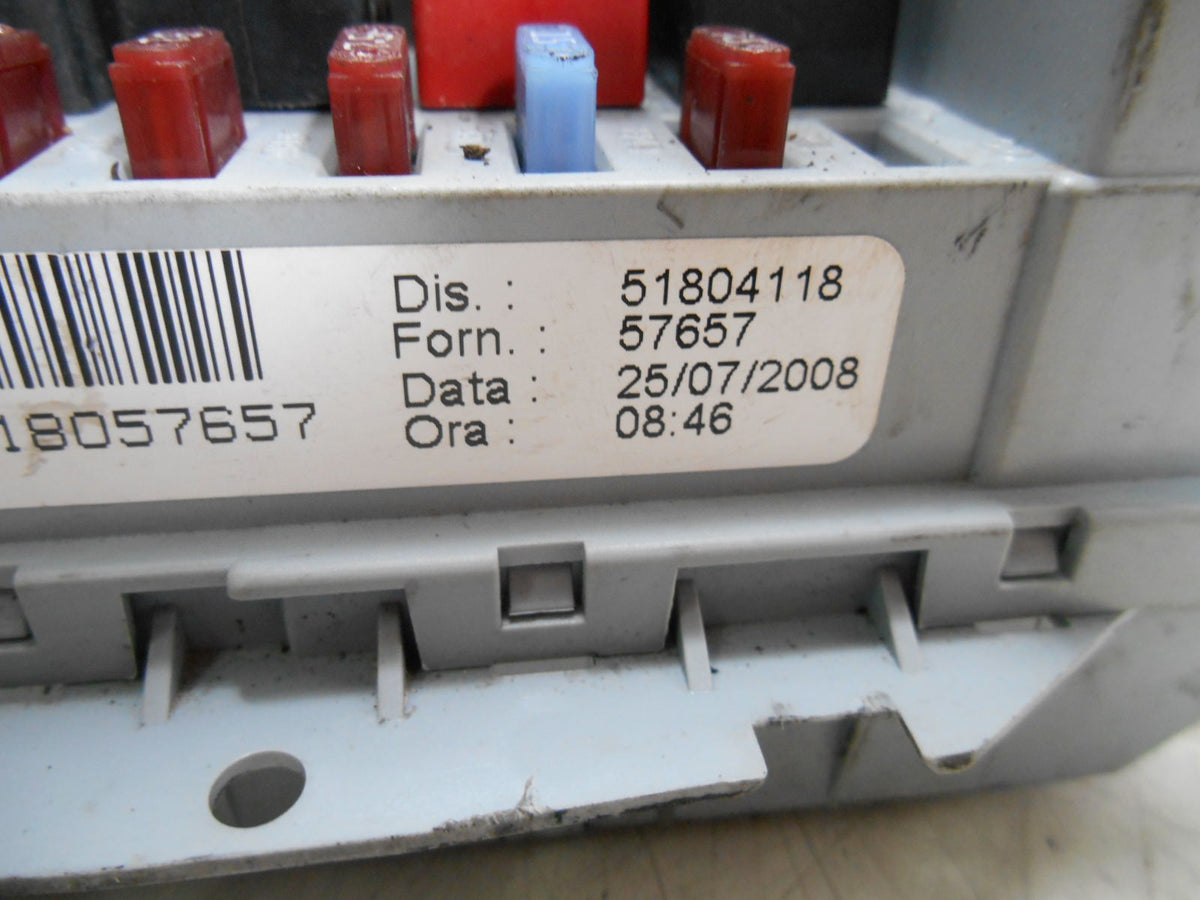 Dis. : 51804118
Forn. : 57657
Data : 25/07/2008
Ora : 08:46
18057657